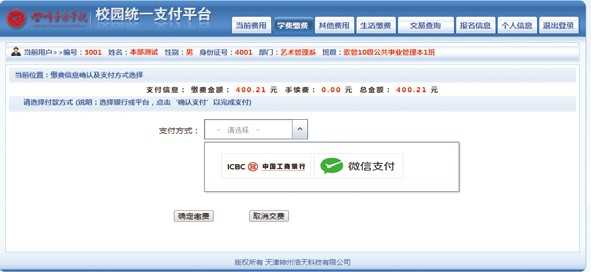 校园统一支付平台
当前费用 学费缴费 其他缴费 生活缴费 交易查询 报名信息 个人信息 退出登录
当前用户>>编号：3001 姓名：本部测试 性别：男 身份证号：4001 部门：艺术管理系 班级：歌管10级公共事业管理本1班
当前位置：缴费信息确认及支付方式选择
支付信息： 缴费金额： 400.21 元 手续费： 0.00 元 总金额： 400.21 元
请选择付款方式 (说明：选择银行或平台，点击‘确认支付’以完成支付)
支付方式： - 请选择 -
ICBC 中国工商银行 微信支付
确定缴费 取消交费
版权所有 天津神州浩天科技有限公司